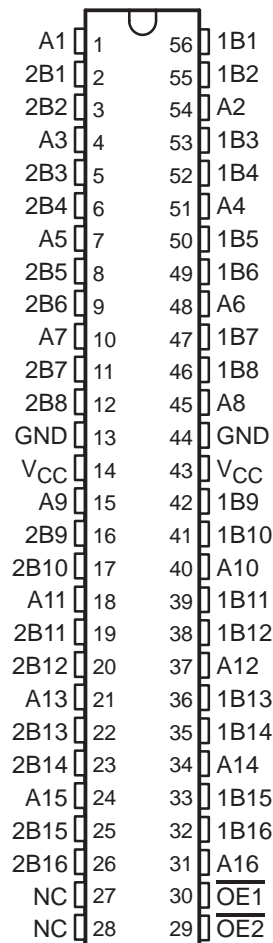 A1 1 56 1B1
2B1 2 55 1B2
2B2 3 54 A2
A3 4 53 1B3
2B3 5 52 1B4
2B4 6 51 A4
A5 7 50 1B5
2B5 8 49 1B6
2B6 9 48 A6
A7 10 47 1B7
2B7 11 46 1B8
2B8 12 45 A8
GND 13 44 GND
VCC 14 43 VCC
A9 15 42 1B9
2B9 16 41 1B10
2B10 17 40 A10
A11 18 39 1B11
2B11 19 38 1B12
2B12 20 37 A12
A13 21 36 1B13
2B13 22 35 1B14
2B14 23 34 A14
A15 24 33 1B15
2B15 25 32 1B16
2B16 26 31 A16
NC 27 30 O̅E̅1̅
NC 28 29 O̅E̅2̅